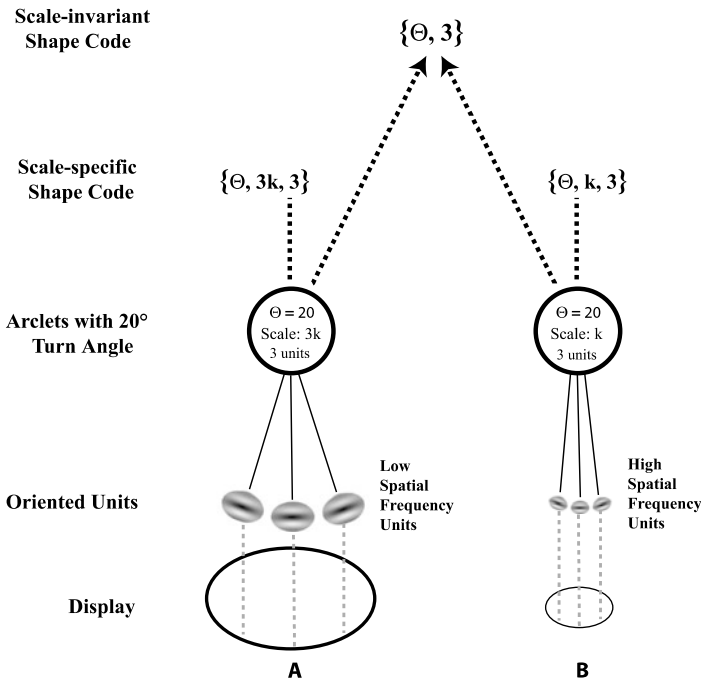 Scale-invariant
Shape Code
{Θ, 3}
Scale-specific
Shape Code
{Θ, 3k, 3}
{Θ, k, 3}
Arclets with 20°
Turn Angle
Θ = 20
Scale: 3k
3 units
Θ = 20
Scale: k
3 units
Oriented Units
Low
Spatial
Frequency
Units
High
Spatial
Frequency
Units
Display
A
B